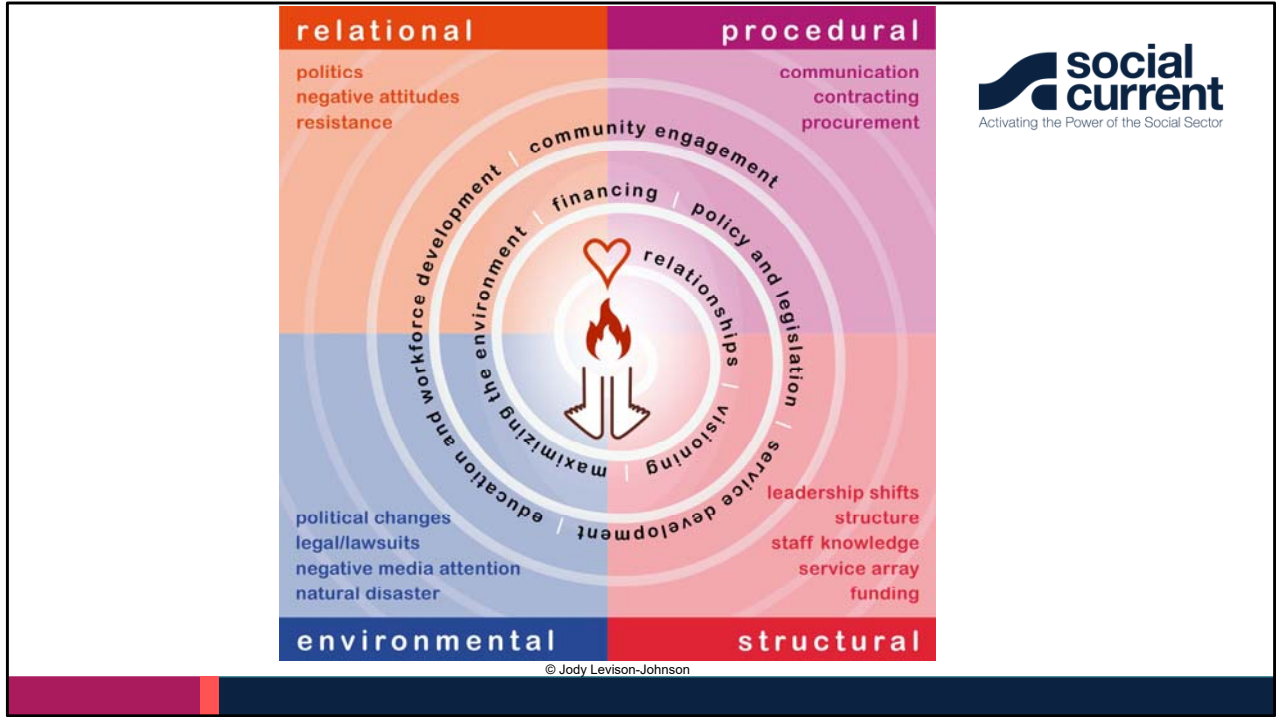 relational
procedural
politics
negative attitudes
resistance
communication
contracting
procurement
social
current
Activating the Power of the Social Sector
relationships | visioning | maximizing the environment | financing | policy and legislation | service development | education and workforce development | community engagement
political changes
legal/lawsuits
negative media attention
natural disaster
leadership shifts
structure
staff knowledge
service array
funding
environmental
structural
© Jody Levison-Johnson